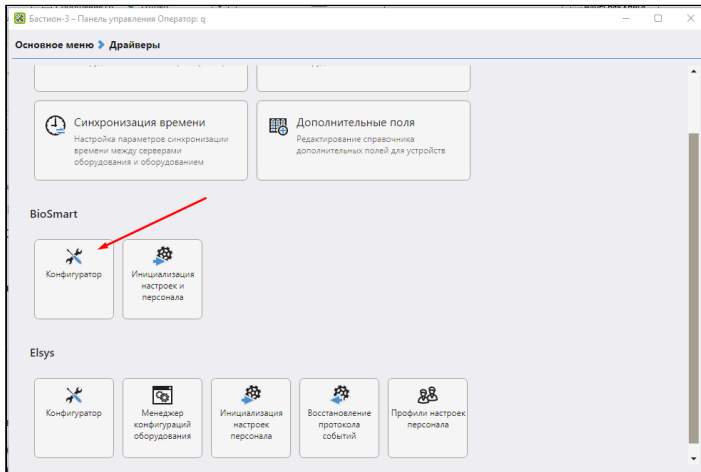 Бастион-3 – Панель управления Оператор: q
Основное меню
Драйверы
Синхронизация времени
Настройка параметров синхронизации
времени между серверами
оборудования и оборудованием
Дополнительные поля
Редактирование справочника
дополнительных полей для устройств
BioSmart
Конфигуратор
Инициализация
настроек и
персонала
Elsys
Конфигуратор
Менеджер
конфигураций
оборудования
Инициализация
настроек
персонала
Восстановление
протокола
событий
Профили настроек
персонала